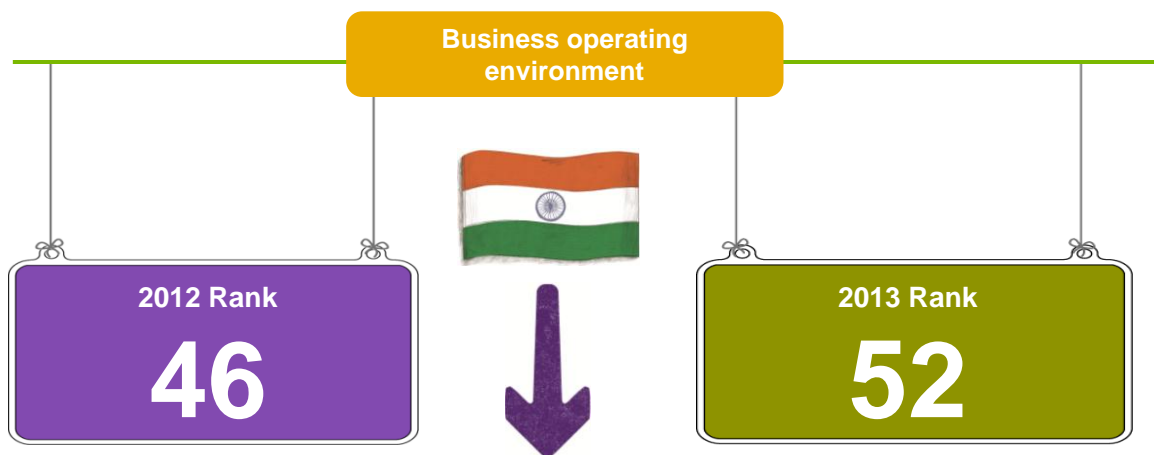 Business operating
environment
2012 Rank
46
2013 Rank
52